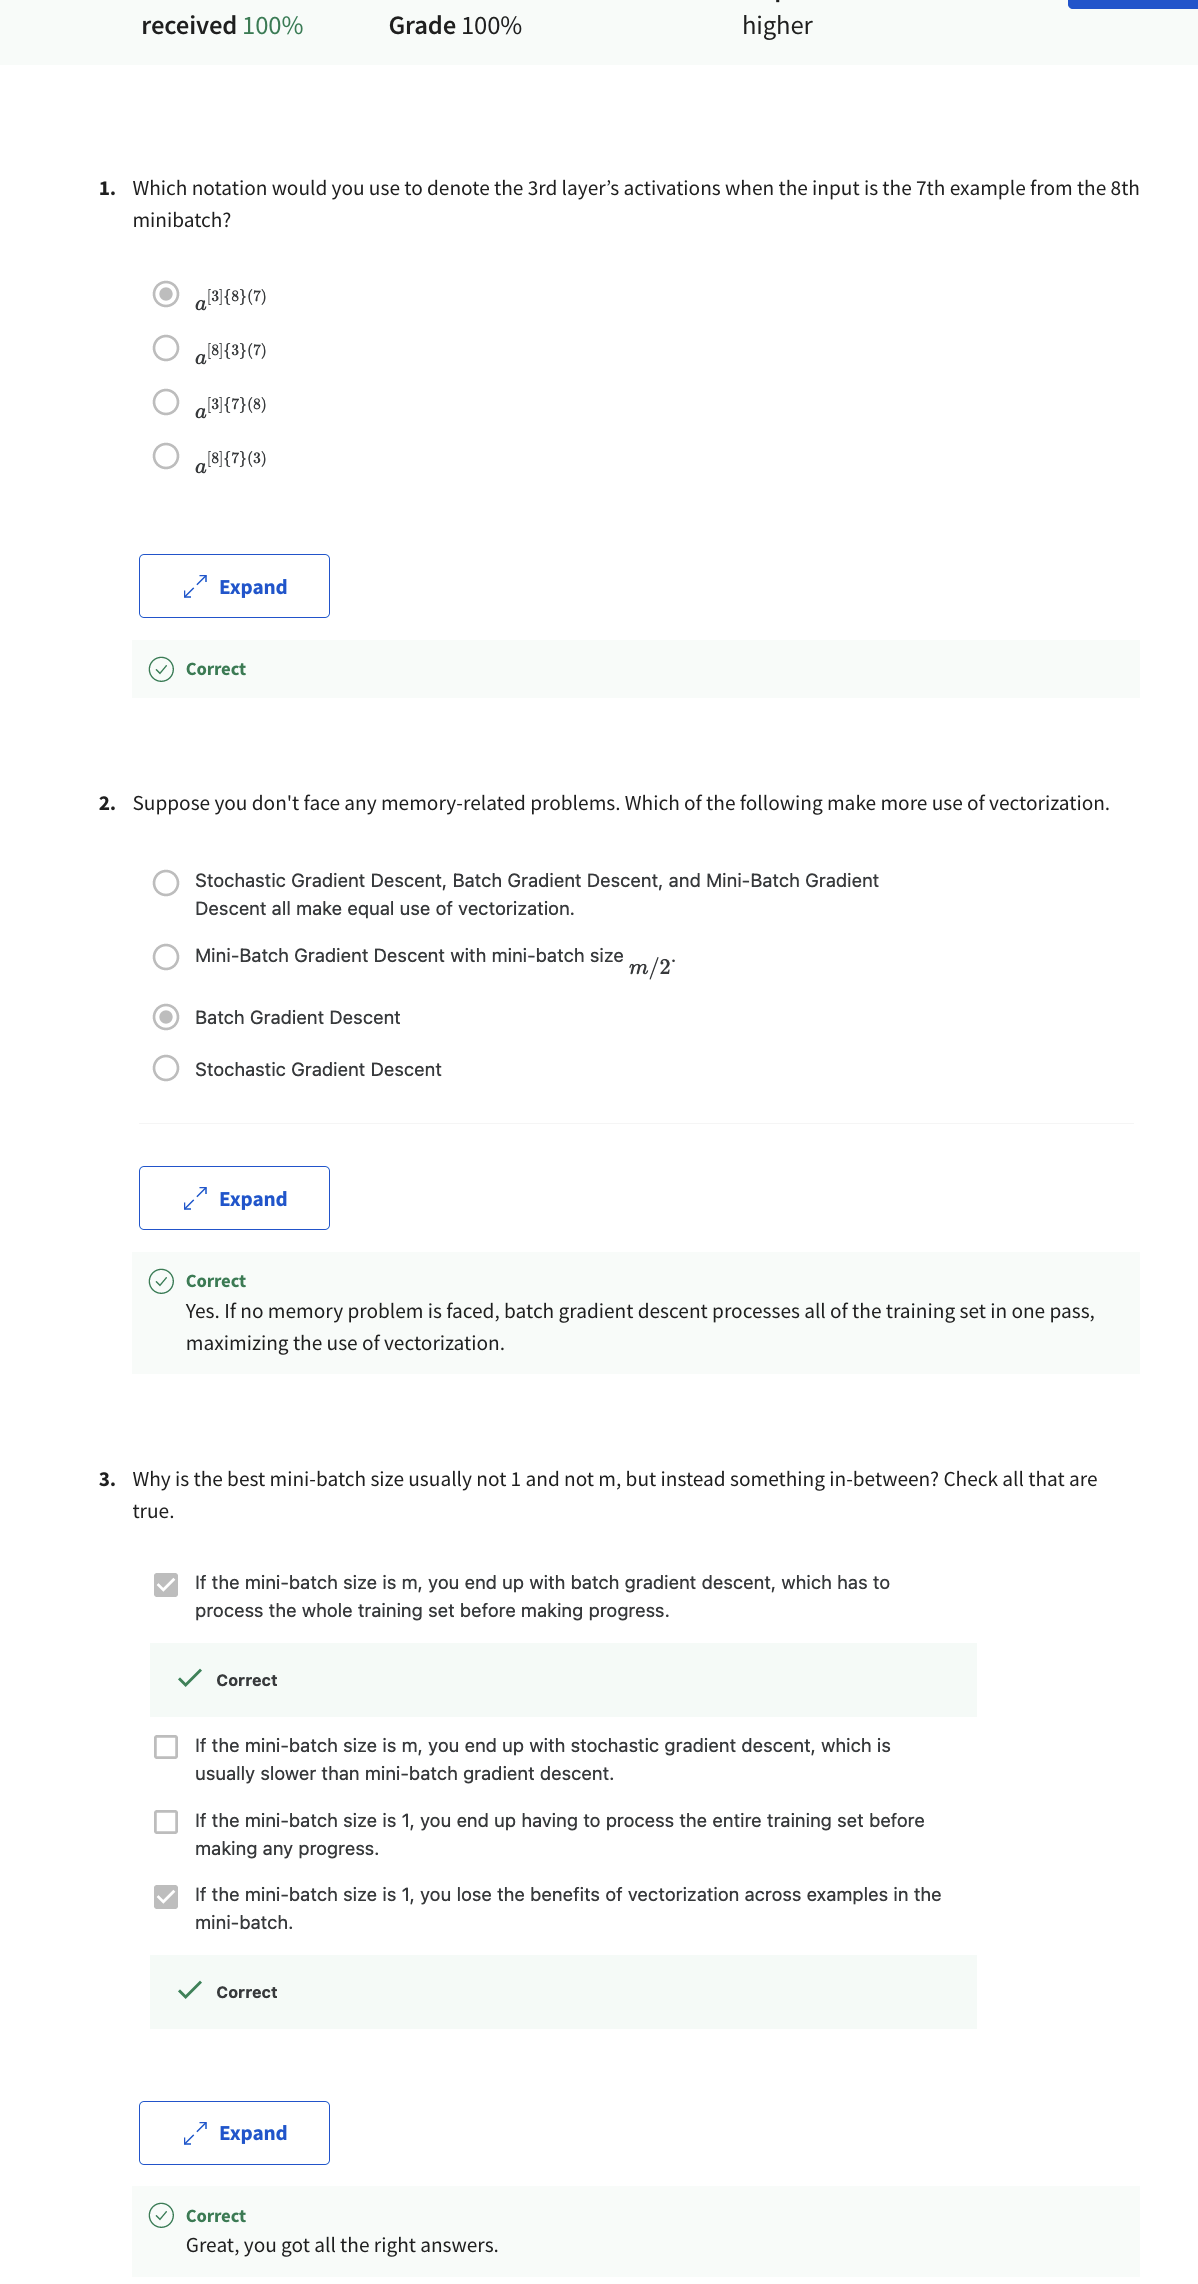 received 100%
Grade 100%
higher
1. Which notation would you use to denote the 3rd layer’s activations when the input is the 7th example from the 8th
minibatch?
a[3]{8}(7)
a[8]{3}(7)
a[3]{7}(8)
a[8]{7}(3)
Expand
Correct
2. Suppose you don't face any memory-related problems. Which of the following make more use of vectorization.
Stochastic Gradient Descent, Batch Gradient Descent, and Mini-Batch Gradient
Descent all make equal use of vectorization.
Mini-Batch Gradient Descent with mini-batch size m/2.
Batch Gradient Descent
Stochastic Gradient Descent
Expand
Correct
Yes. If no memory problem is faced, batch gradient descent processes all of the training set in one pass,
maximizing the use of vectorization.
3. Why is the best mini-batch size usually not 1 and not m, but instead something in-between? Check all that are
true.
If the mini-batch size is m, you end up with batch gradient descent, which has to
process the whole training set before making progress.
Correct
If the mini-batch size is m, you end up with stochastic gradient descent, which is
usually slower than mini-batch gradient descent.
If the mini-batch size is 1, you end up having to process the entire training set before
making any progress.
If the mini-batch size is 1, you lose the benefits of vectorization across examples in the
mini-batch.
Correct
Expand
Correct
Great, you got all the right answers.